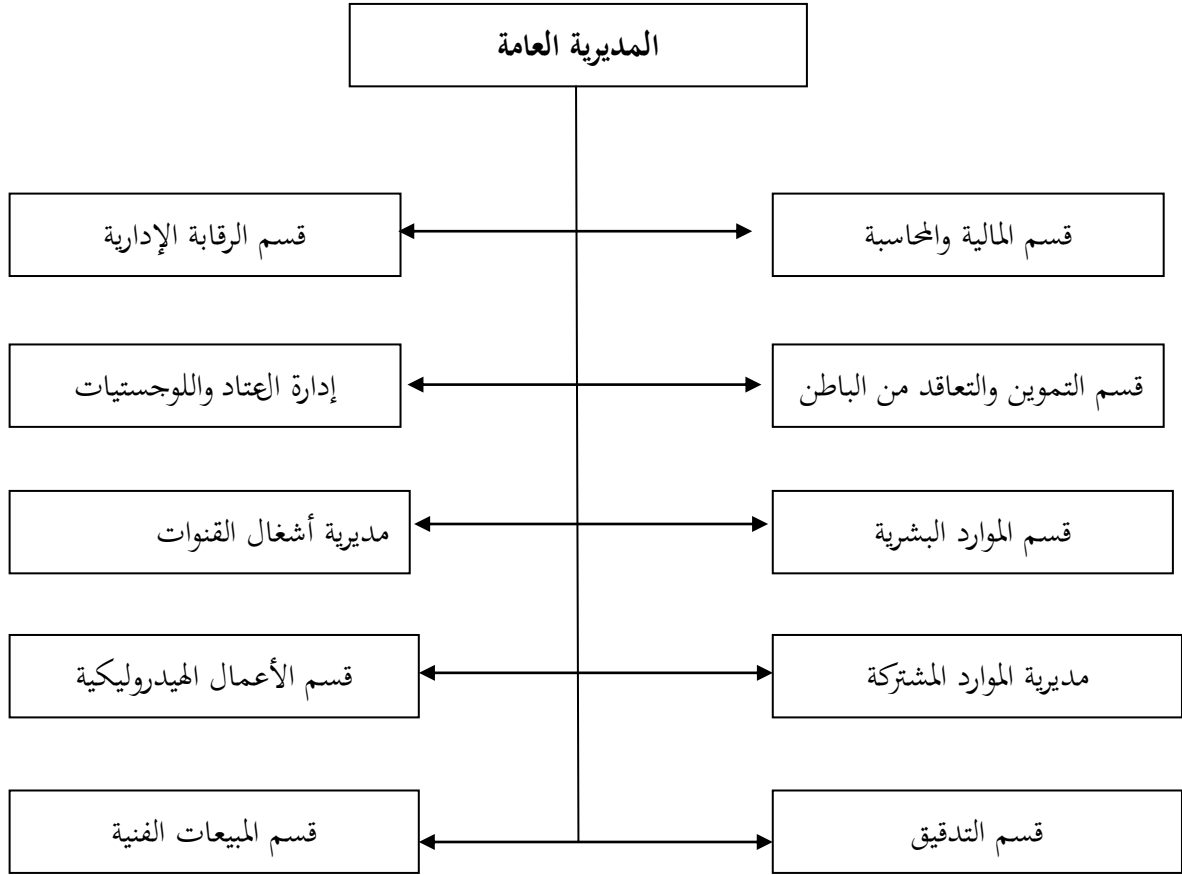 المديرية العامة
قسم المالية والمحاسبة
قسم الرقابة الإدارية
قسم التموين والتعاقد من الباطن
إدارة العتاد واللوجستيات
قسم الموارد البشرية
مديرية أشغال القنوات
مديرية الموارد المشتركة
قسم الأعمال الهيدروليكية
قسم التدقيق
قسم المبيعات الفنية